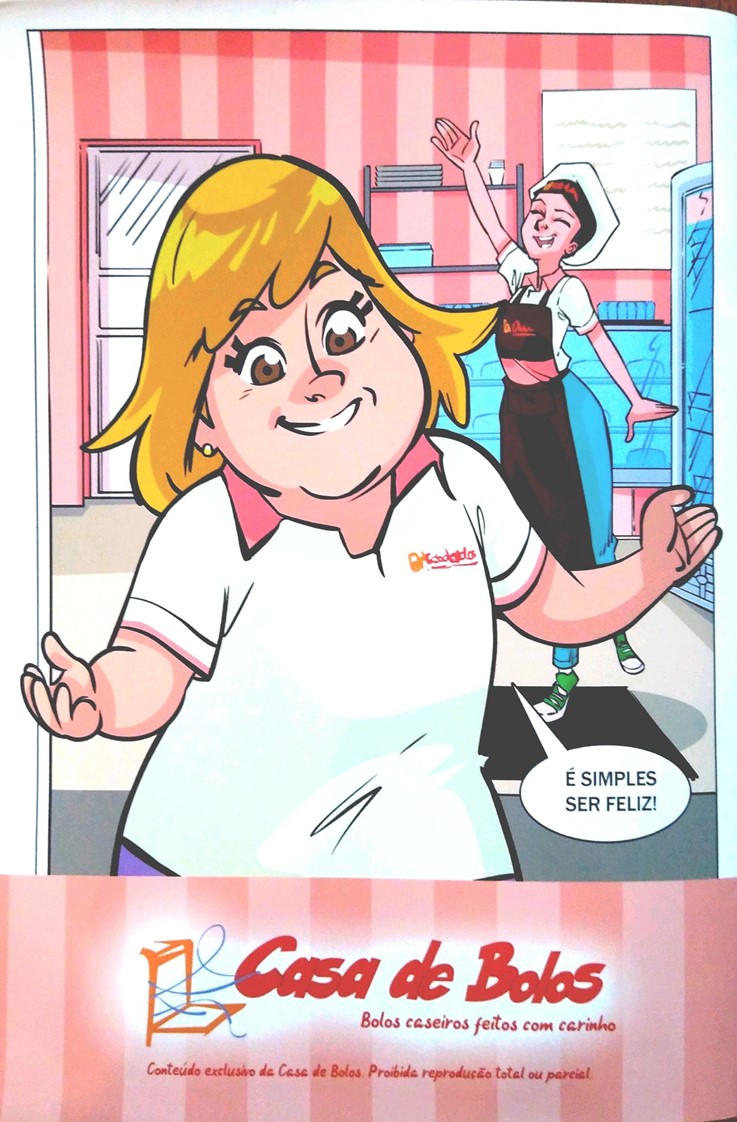 É SIMPLES
SER FELIZ!
Casa de Bolos
Bolos caseiros feitos com carinho
Conteúdo exclusivo da Casa de Bolos. Proibida reprodução total ou parcial.